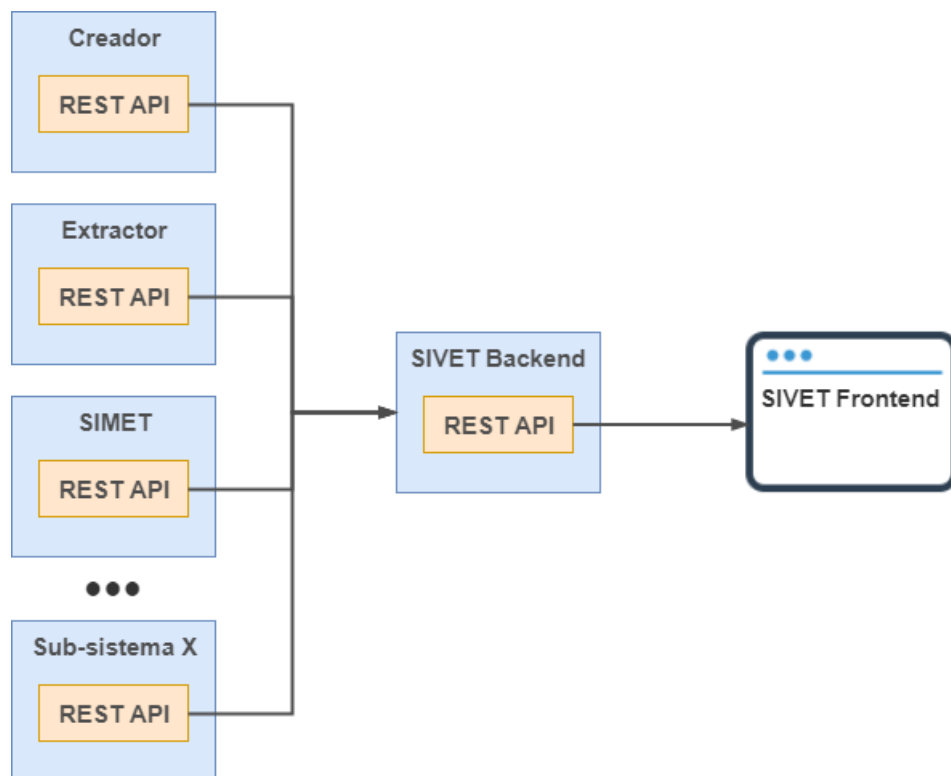 Creador
REST API
Extractor
REST API
SIMET
REST API
Sub-sistema X
REST API
SIVET Backend
REST API
SIVET Frontend